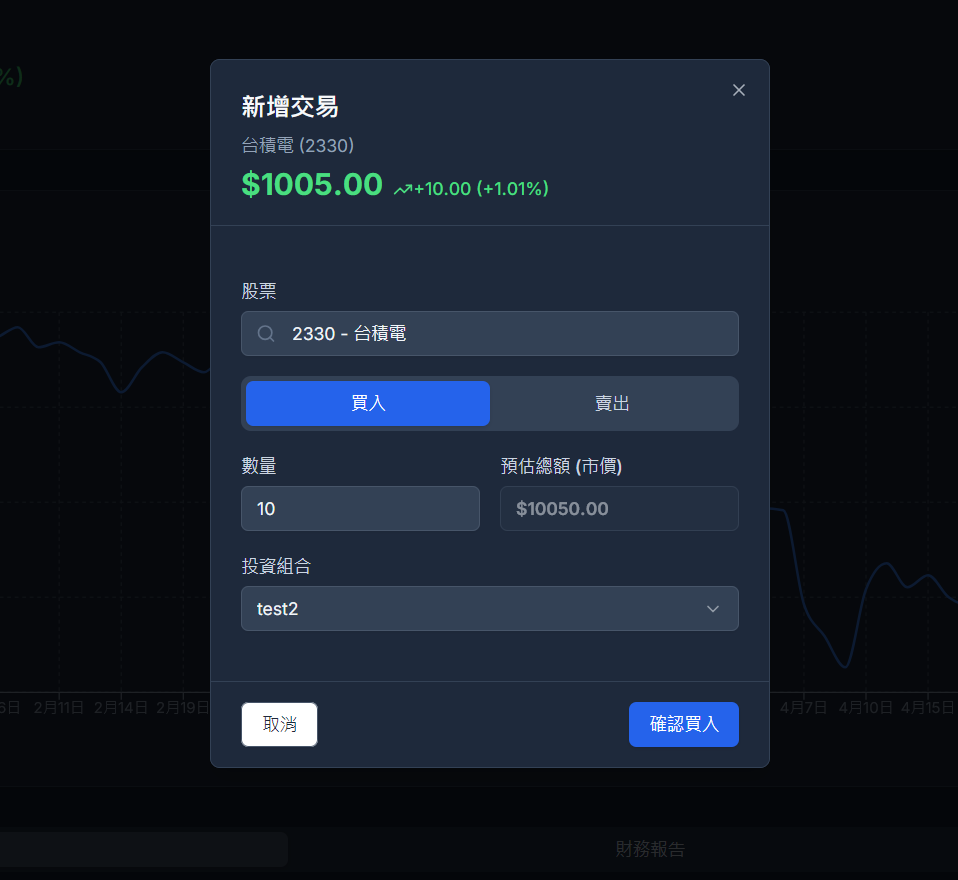 %)
新增交易
台積電 (2330)
$1005.00 +10.00 (+1.01%)
股票
2330 - 台積電
買入 賣出
數量 預估總額 (市價)
10 $10050.00
投資組合
test2
6日 2月11日 2月14日 2月19日 4月7日 4月10日 4月15日
取消 確認買入
財務報告